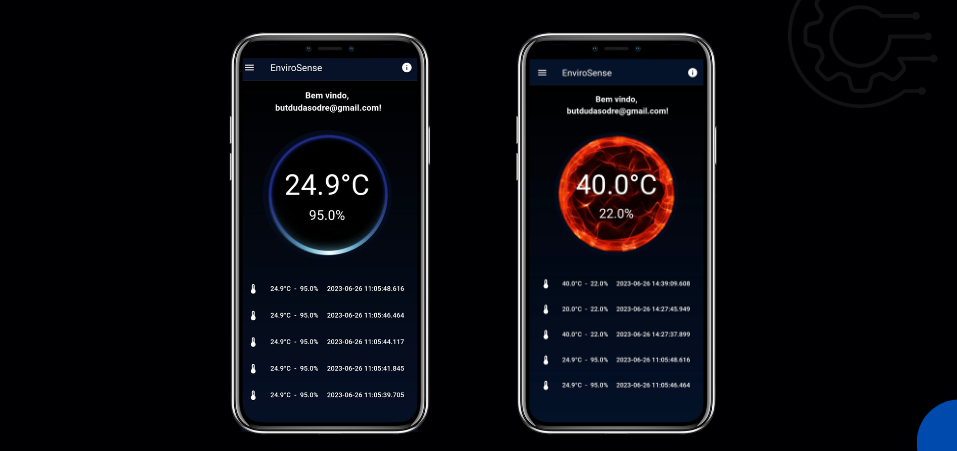 EnviroSense
Bem vindo,
butdudasodre@gmail.com!
24.9°C
95.0%
24.9°C - 95.0% 2023-06-26 11:05:48.616
24.9°C - 95.0% 2023-06-26 11:05:46.464
24.9°C - 95.0% 2023-06-26 11:05:44.117
24.9°C - 95.0% 2023-06-26 11:05:41.845
24.9°C - 95.0% 2023-06-26 11:05:39.705
EnviroSense
Bem vindo,
butdudasodre@gmail.com!
40.0°C
22.0%
40.0°C - 22.0% 2023-06-26 14:39:09.608
20.0°C - 22.0% 2023-06-26 14:27:45.949
40.0°C - 22.0% 2023-06-26 14:27:37.899
24.9°C - 95.0% 2023-06-26 11:05:48.616
24.9°C - 95.0% 2023-06-26 11:05:46.464